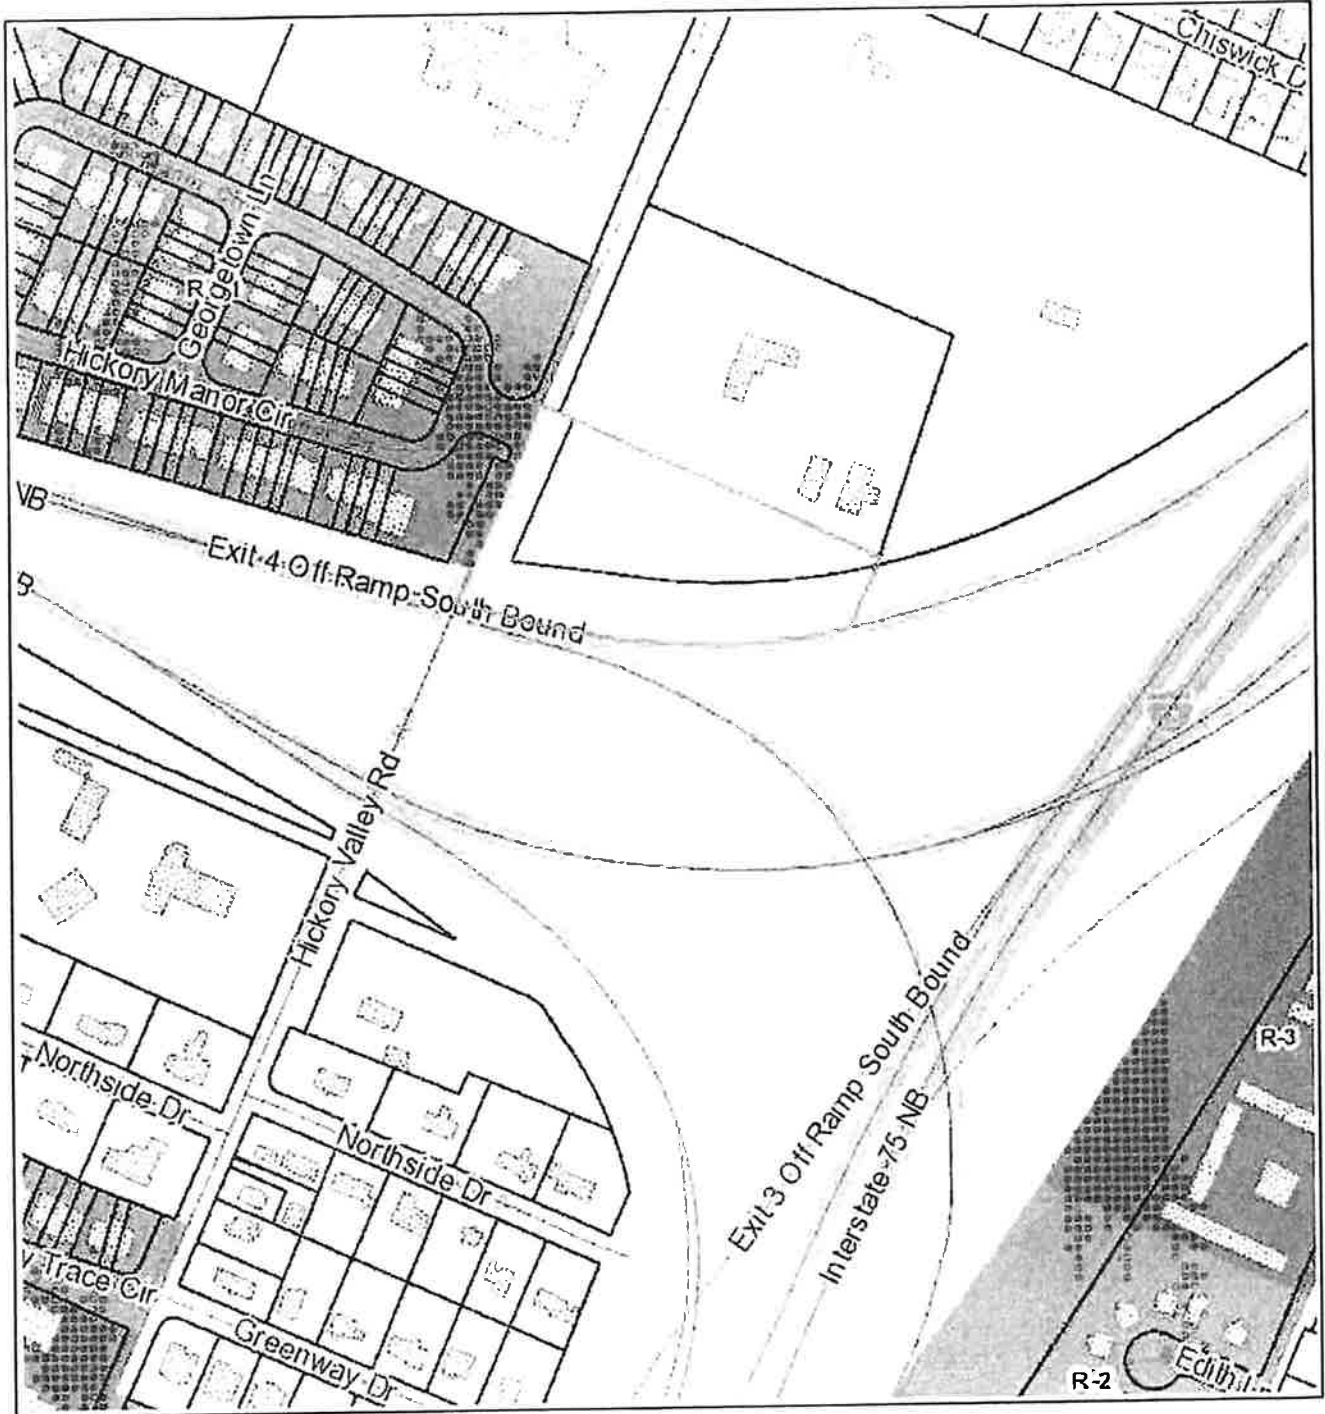 Chiswick D
Georgetown Ln
Hickory Manor Cir
NB
Exit 4 Off Ramp South Bound
B
Hickory Valley Rd
Exit 3 Off Ramp South Bound
Interstate 75 NB
R-3
Northside Dr
Northside Dr
y Trace Cir
Greenway Dr
R-2
Edith L